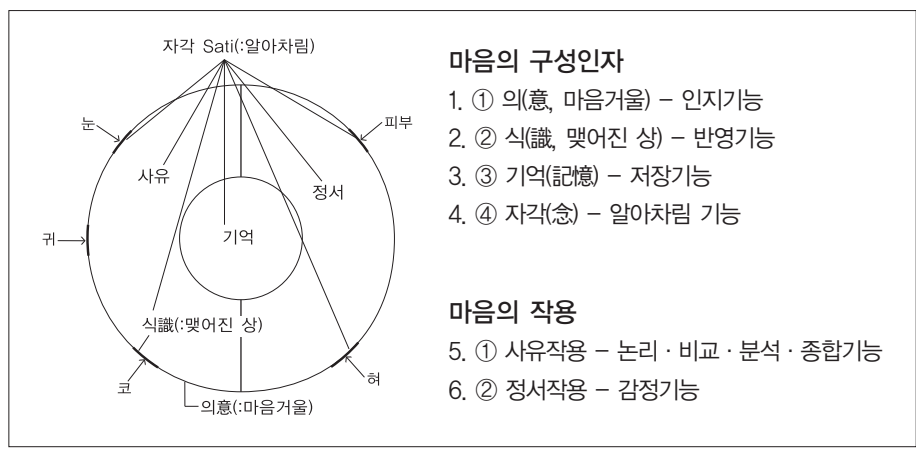 자각 Sati(:알아차림)
눈
피부
사유
정서
귀
기억
식識(:맺어진 상)
코
혀
의意(:마음거울)
마음의 구성인자
1. ① 의(意, 마음거울) – 인지기능
2. ② 식(識, 맺어진 상) – 반영기능
3. ③ 기억(記憶) – 저장기능
4. ④ 자각(念) – 알아차림 기능
마음의 작용
5. ① 사유작용 – 논리 · 비교 · 분석 · 종합기능
6. ② 정서작용 – 감정기능